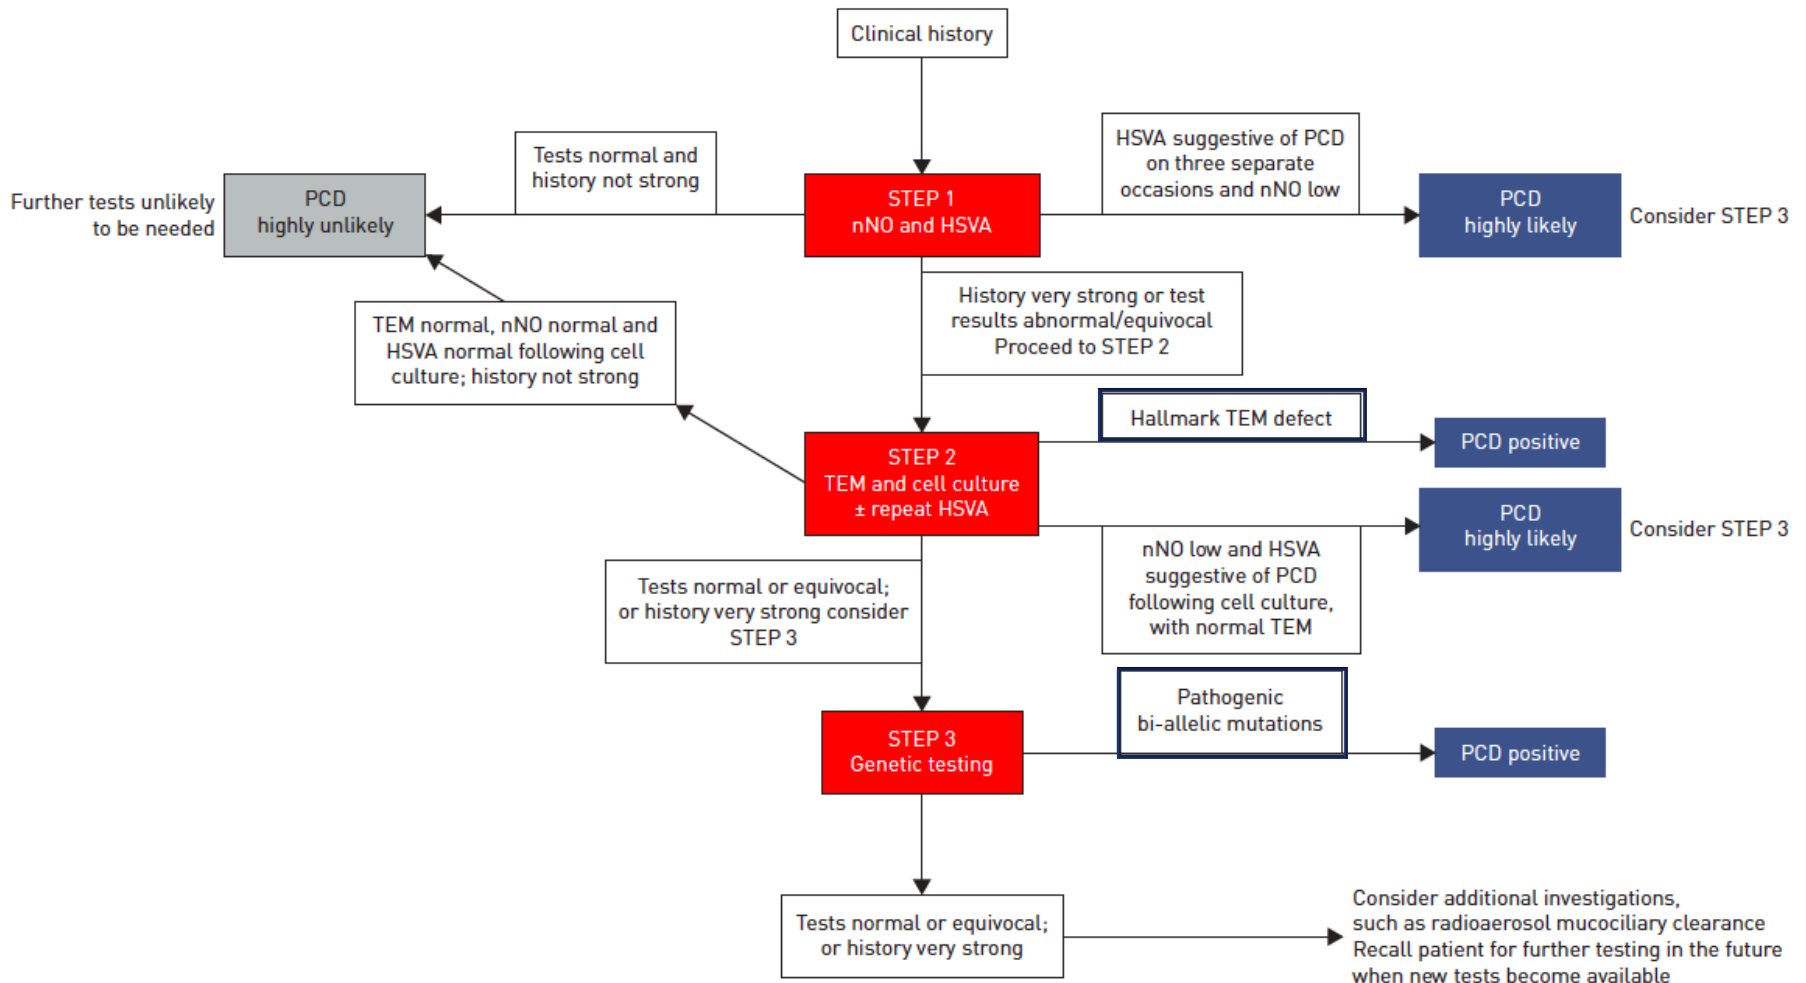 Clinical history
Tests normal and
history not strong
HSVA suggestive of PCD
on three separate
occasions and nNO low
Further tests unlikely
to be needed
PCD
highly unlikely
STEP 1
nNO and HSVA
PCD
highly likely
Consider STEP 3
History very strong or test
results abnormal/equivocal
Proceed to STEP 2
TEM normal, nNO normal and
HSVA normal following cell
culture; history not strong
Hallmark TEM defect
PCD positive
STEP 2
TEM and cell culture
± repeat HSVA
PCD
highly likely
Consider STEP 3
nNO low and HSVA
suggestive of PCD
following cell culture,
with normal TEM
Tests normal or equivocal;
or history very strong consider
STEP 3
Pathogenic
bi-allelic mutations
STEP 3
Genetic testing
PCD positive
Tests normal or equivocal;
or history very strong
Consider additional investigations,
such as radioaerosol mucociliary clearance
Recall patient for further testing in the future
when new tests become available